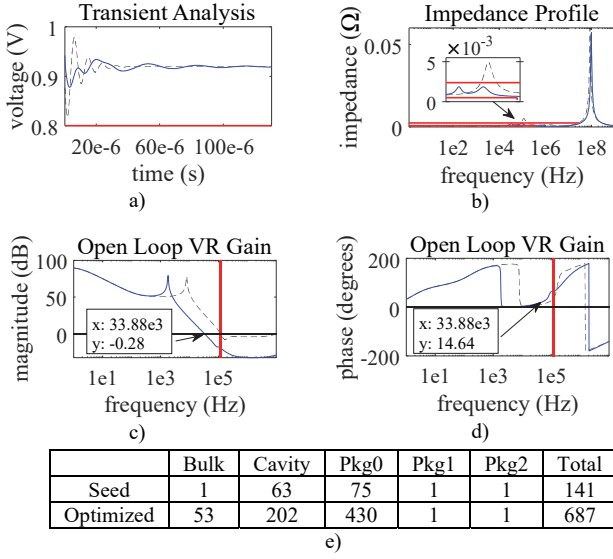 Transient Analysis
voltage (V)
1
0.9
0.8
20e-6 60e-6 100e-6
time (s)
a)
Impedance Profile
impedance (Ω)
0.05
0
×10⁻³
5
0
1e2 1e4 1e6 1e8
frequency (Hz)
b)
Open Loop VR Gain
magnitude (dB)
100
50
0
x: 33.88e3
y: -0.28
1e1 1e3 1e5
frequency (Hz)
c)
Open Loop VR Gain
phase (degrees)
200
0
-200
x: 33.88e3
y: 14.64
1e1 1e3 1e5
frequency (Hz)
d)
Bulk Cavity Pkg0 Pkg1 Pkg2 Total
Seed 1 63 75 1 1 141
Optimized 53 202 430 1 1 687
e)